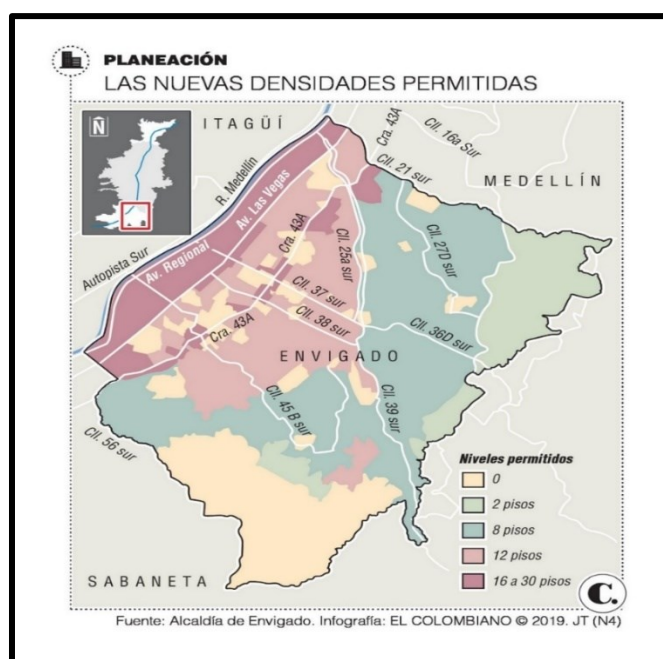 PLANEACIÓN
LAS NUEVAS DENSIDADES PERMITIDAS
Ñ
ITAGÜÍ
R. Medellín
Cra. 43A
Cll. 16a Sur
Cll. 21 sur
MEDELLÍN
Av. Las Vegas
Autopista Sur
Av. Regional
Cra. 43A
Cll. 25a sur
Cll. 27D sur
Cll. 37 sur
Cll. 38 sur
Cll. 36D sur
Cra. 43A
ENVIGADO
Cll. 45 B sur
Cll. 39 sur
Cll. 56 sur
Niveles permitidos
0
2 pisos
8 pisos
12 pisos
16 a 30 pisos
SABANETA
C.
Fuente: Alcaldía de Envigado. Infografía: EL COLOMBIANO © 2019. JT (N4)